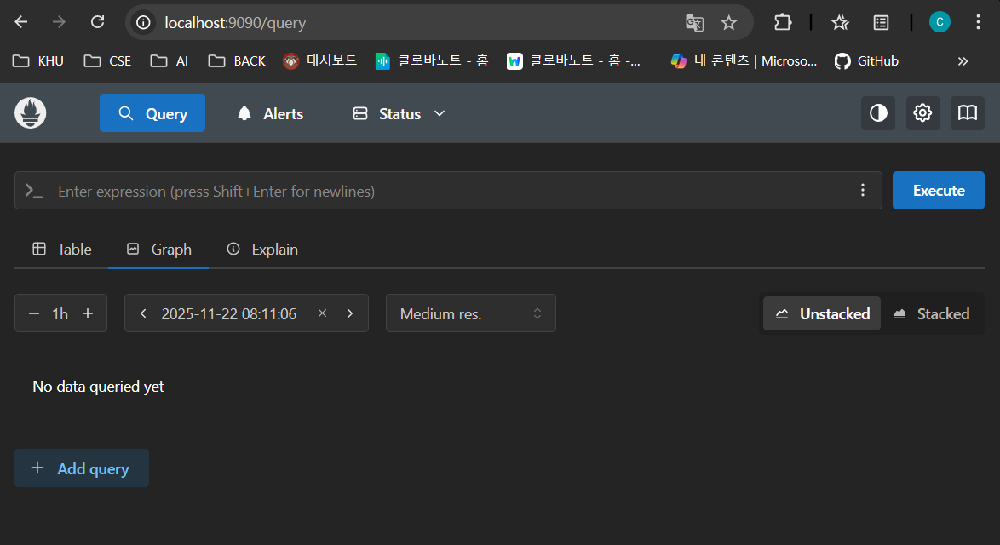 localhost:9090/query
C
KHU CSE AI BACK 대시보드 클로바노트 - 홈 클로바노트 - 홈 -... 내 콘텐츠 | Microso... GitHub
Query Alerts Status
Enter expression (press Shift+Enter for newlines) Execute
Table Graph Explain
1h 2025-11-22 08:11:06 Medium res. Unstacked Stacked
No data queried yet
Add query